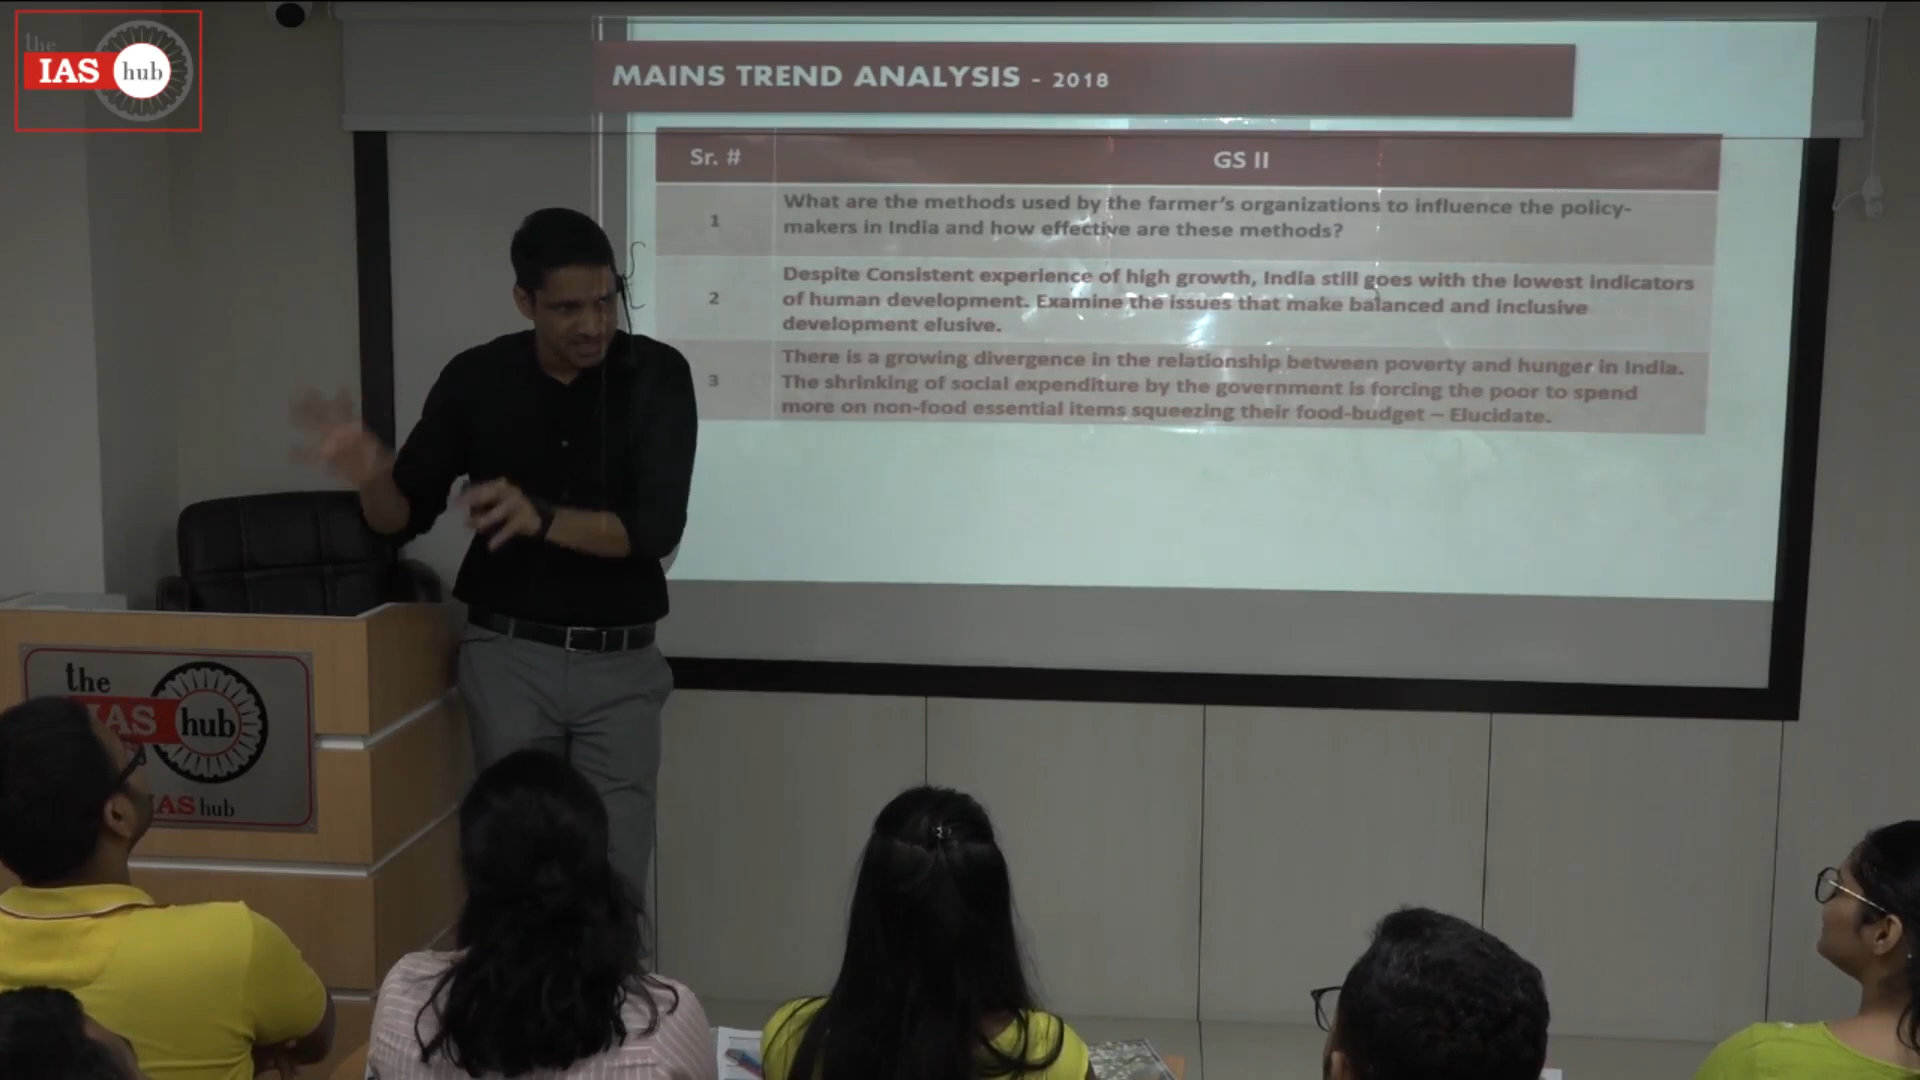 the
IAS hub
MAINS TREND ANALYSIS - 2018
Sr. # GS II
1 What are the methods used by the farmer's organizations to influence the policy-
makers in India and how effective are these methods?
2 Despite Consistent experience of high growth, India still goes with the lowest indicators
of human development. Examine the issues that make balanced and inclusive
development elusive.
3 There is a growing divergence in the relationship between poverty and hunger in India.
The shrinking of social expenditure by the government is forcing the poor to spend
more on non-food essential items squeezing their food-budget – Elucidate.
the
IAS hub
IAS hub